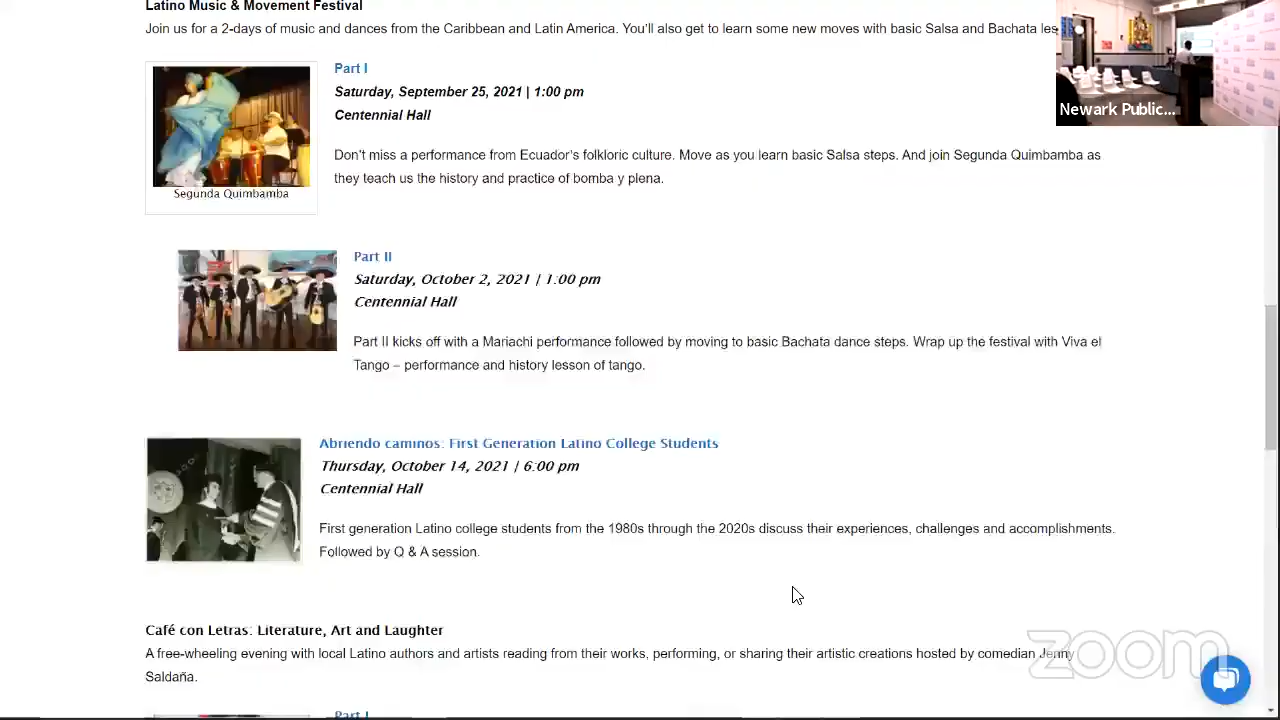 Latino Music & Movement Festival
Join us for a 2-days of music and dances from the Caribbean and Latin America. You'll also get to learn some new moves with basic Salsa and Bachata les
Newark Public...
Part I
Saturday, September 25, 2021 | 1:00 pm
Centennial Hall
Don't miss a performance from Ecuador's folkloric culture. Move as you learn basic Salsa steps. And join Segunda Quimbamba as
they teach us the history and practice of bomba y plena.
Segunda Quimbamba
Part II
Saturday, October 2, 2021 | 1:00 pm
Centennial Hall
Part II kicks off with a Mariachi performance followed by moving to basic Bachata dance steps. Wrap up the festival with Viva el
Tango – performance and history lesson of tango.
Abriendo caminos: First Generation Latino College Students
Thursday, October 14, 2021 | 6:00 pm
Centennial Hall
First generation Latino college students from the 1980s through the 2020s discuss their experiences, challenges and accomplishments.
Followed by Q & A session.
Café con Letras: Literature, Art and Laughter
A free-wheeling evening with local Latino authors and artists reading from their works, performing, or sharing their artistic creations hosted by comedian Jenny
Saldaña.
zoom
Part I